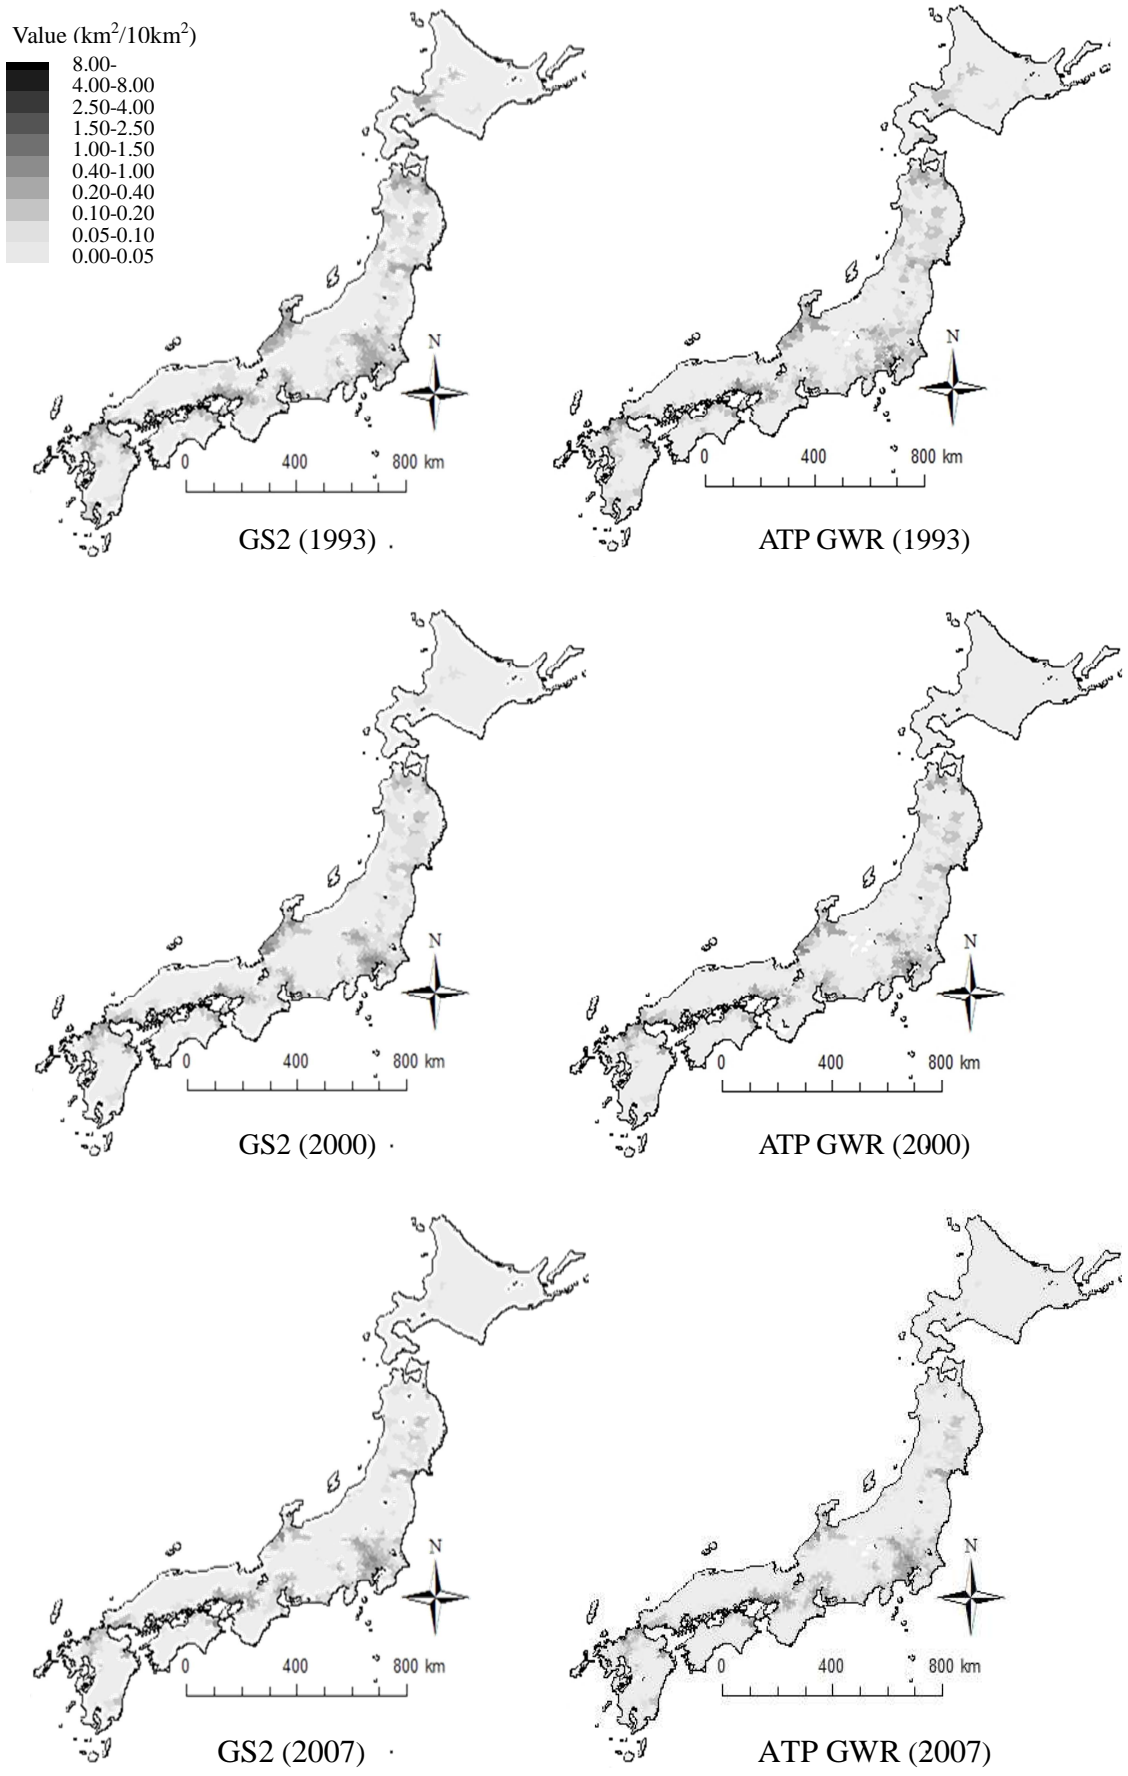 Value (km²/10km²)
8.00-
4.00-8.00
2.50-4.00
1.50-2.50
1.00-1.50
0.40-1.00
0.20-0.40
0.10-0.20
0.05-0.10
0.00-0.05
N
0 400 800 km
GS2 (1993)
N
0 400 800 km
ATP GWR (1993)
N
0 400 800 km
GS2 (2000)
N
0 400 800 km
ATP GWR (2000)
N
0 400 800 km
GS2 (2007)
N
0 400 800 km
ATP GWR (2007)